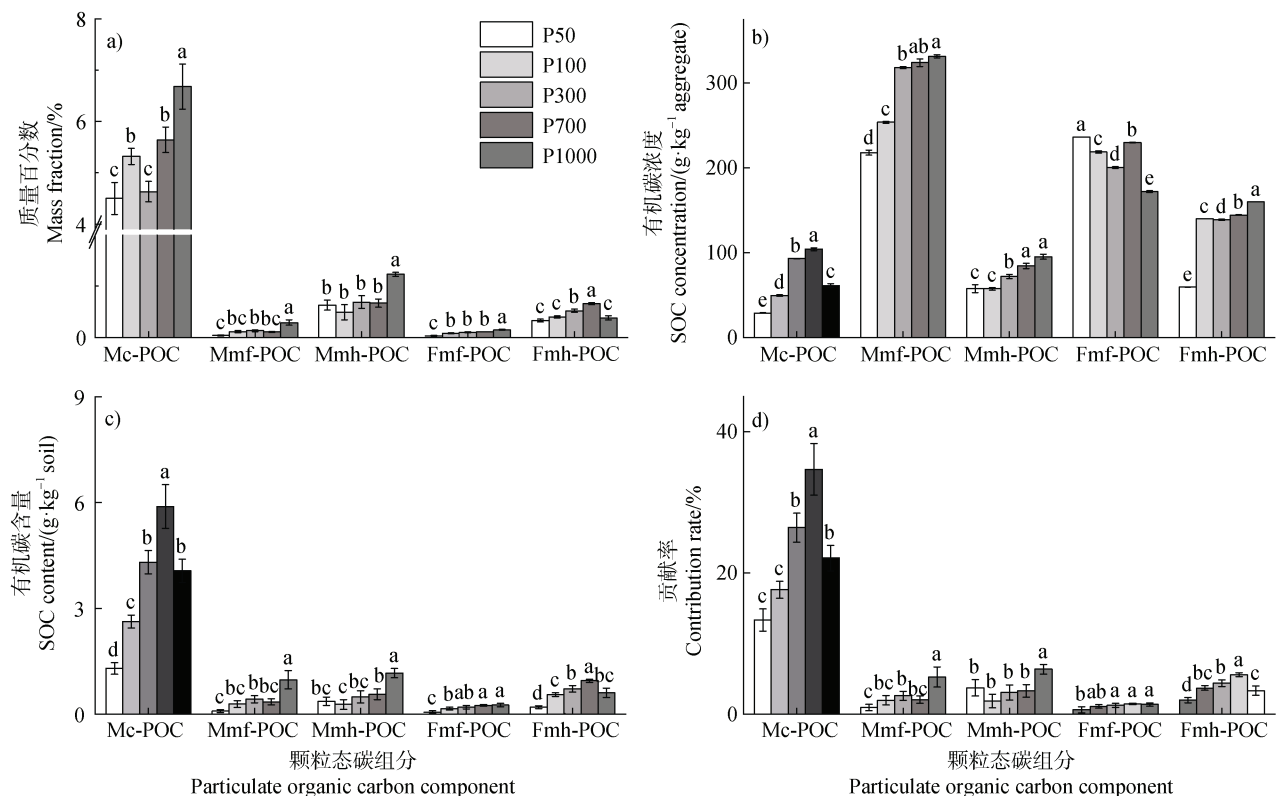 a)
质量百分数
Mass fraction/%
8
6
4
0
P50
P100
P300
P700
P1000
c b c b a
c bc b bc a
b b b b a
c b b b a
c c b a c
Mc-POC Mmf-POC Mmh-POC Fmf-POC Fmh-POC
b)
有机碳浓度
SOC concentration/(g·kg⁻¹ aggregate)
300
200
100
0
e d b a c
d c b ab a
c c b a a
a c d b e
e c d b a
Mc-POC Mmf-POC Mmh-POC Fmf-POC Fmh-POC
c)
有机碳含量
SOC content/(g·kg⁻¹ soil)
9
6
3
0
d c b a b
c bc b bc a
bc c b b a
c b ab a a
d c b a bc
Mc-POC Mmf-POC Mmh-POC Fmf-POC Fmh-POC
颗粒态碳组分
Particulate organic carbon component
d)
贡献率
Contribution rate/%
40
20
0
c c b a b
c bc b bc a
b c b b a
b ab a a a
d c b a c
Mc-POC Mmf-POC Mmh-POC Fmf-POC Fmh-POC
颗粒态碳组分
Particulate organic carbon component